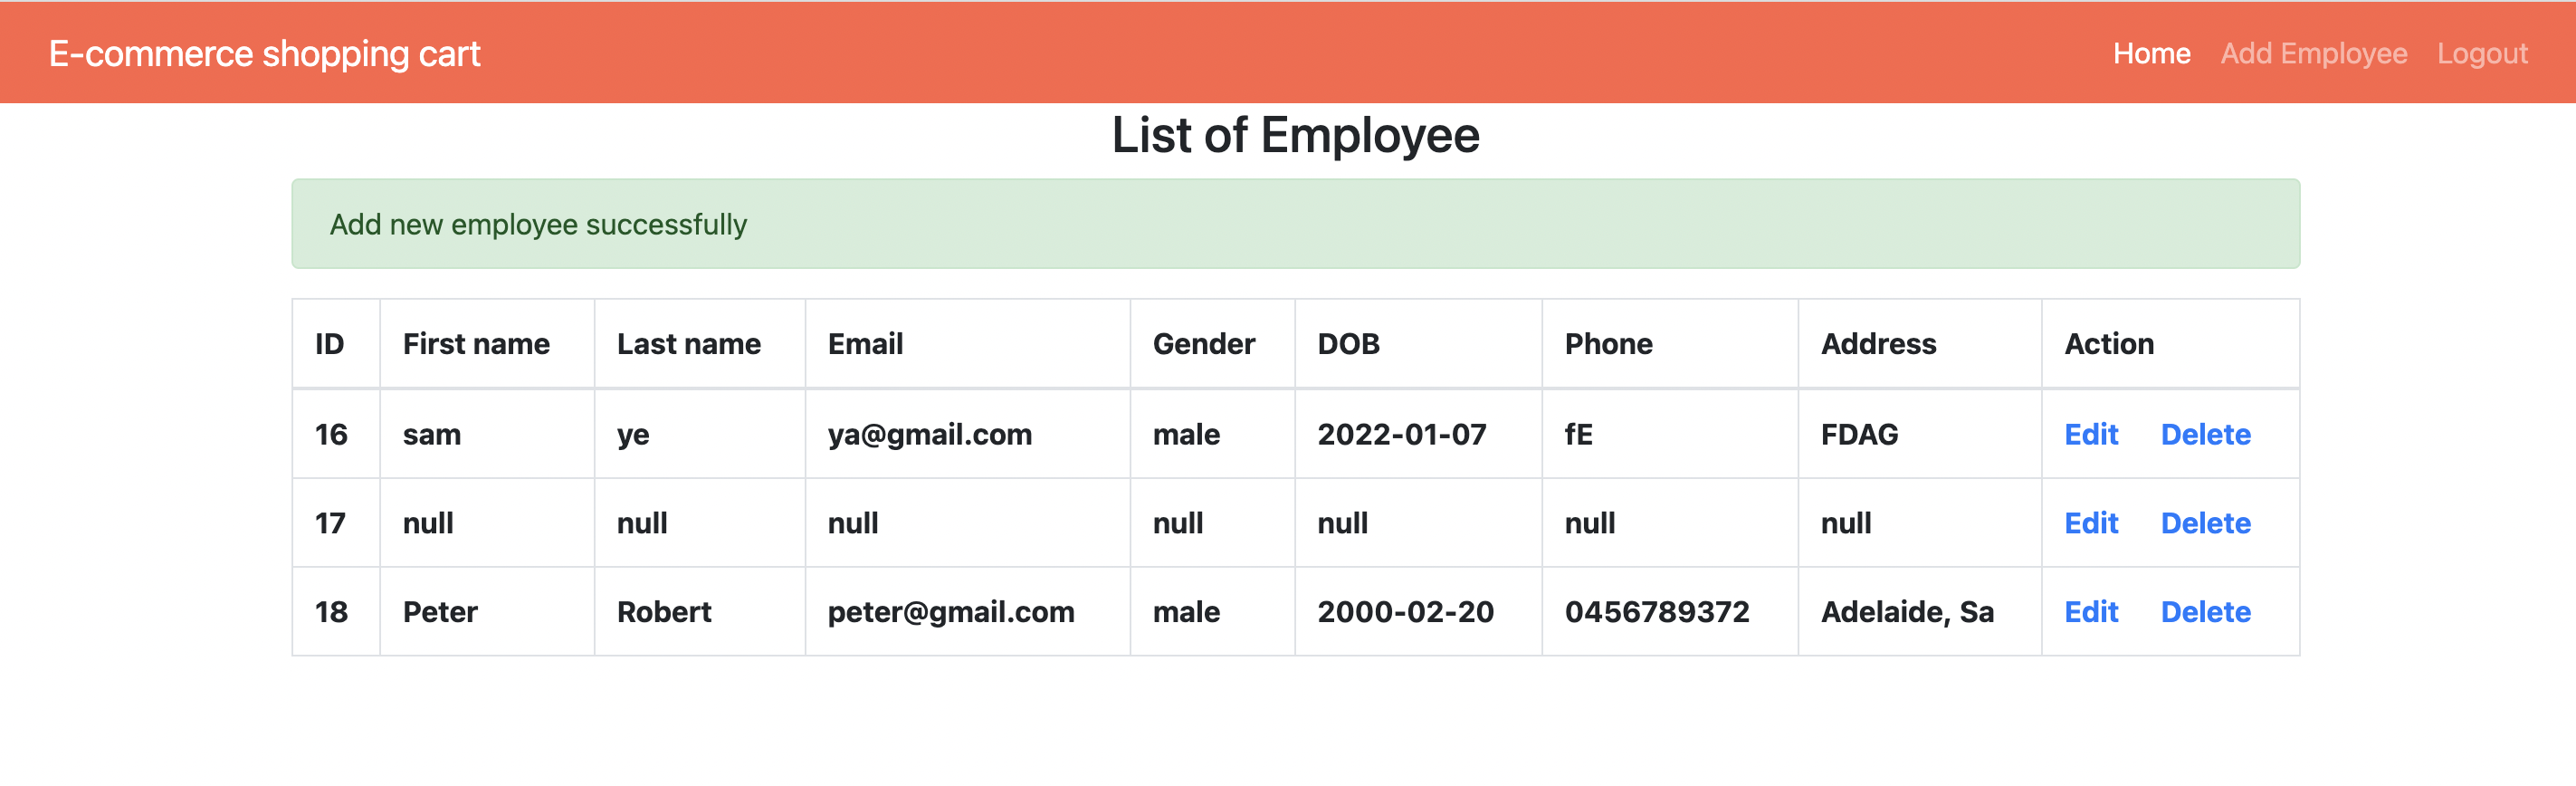 E-commerce shopping cart Home Add Employee Logout
List of Employee
Add new employee successfully
ID First name Last name Email Gender DOB Phone Address Action
16 sam ye ya@gmail.com male 2022-01-07 fE FDAG Edit Delete
17 null null null null null null null Edit Delete
18 Peter Robert peter@gmail.com male 2000-02-20 0456789372 Adelaide, Sa Edit Delete